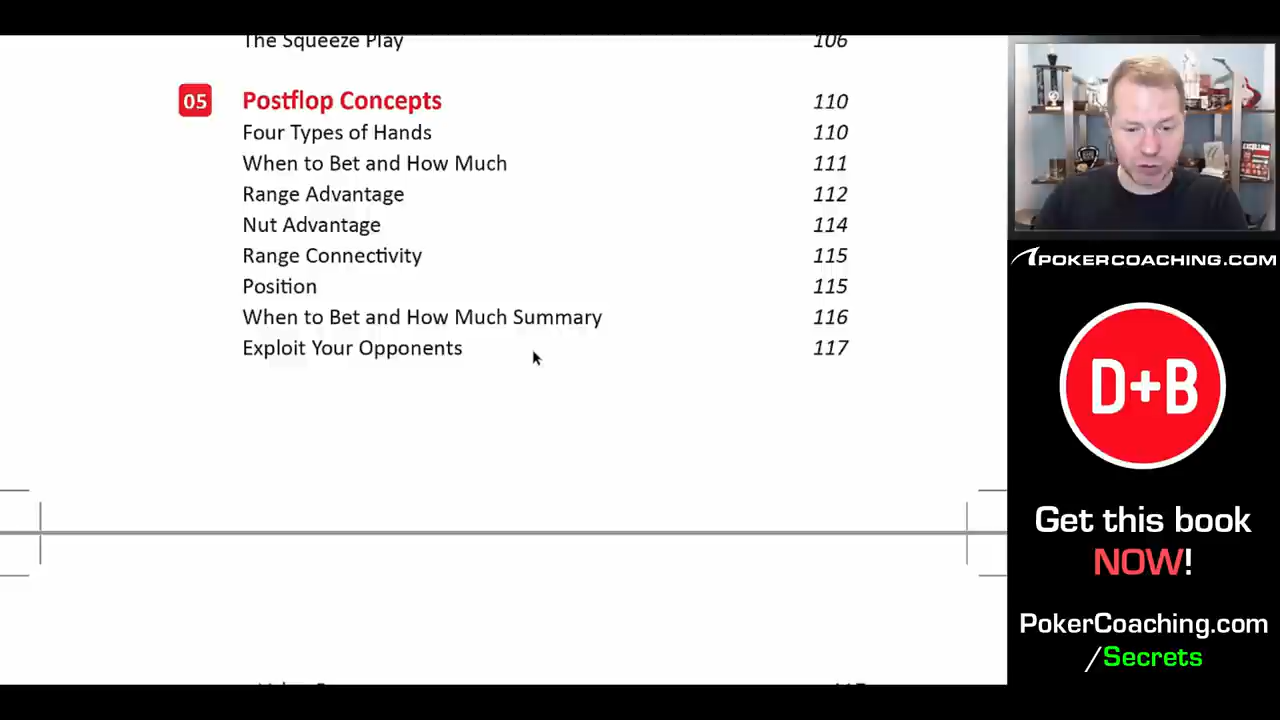 The Squeeze Play 106
05 Postflop Concepts 110
Four Types of Hands 110
When to Bet and How Much 111
Range Advantage 112
Nut Advantage 114
Range Connectivity 115
Position 115
When to Bet and How Much Summary 116
Exploit Your Opponents 117
POKERCOACHING.COM
D+B
Get this book
NOW!
PokerCoaching.com
/Secrets